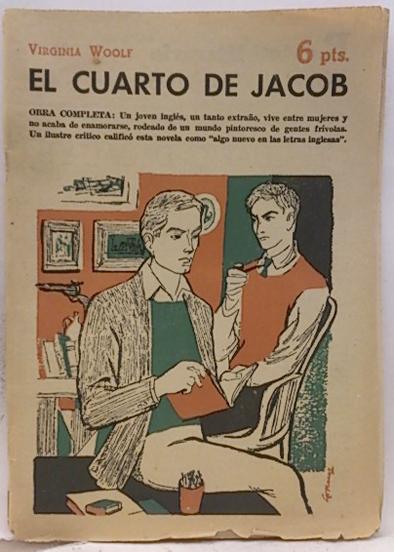 VIRGINIA WOOLF
6 pts.
EL CUARTO DE JACOB
OBRA COMPLETA: Un joven inglés, un tanto extraño, vive entre mujeres y
no acaba de enamorarse, rodeado de un mundo pintoresco de gentes frívolas.
Un ilustre crítico calificó esta novela como "algo nuevo en las letras inglesas".